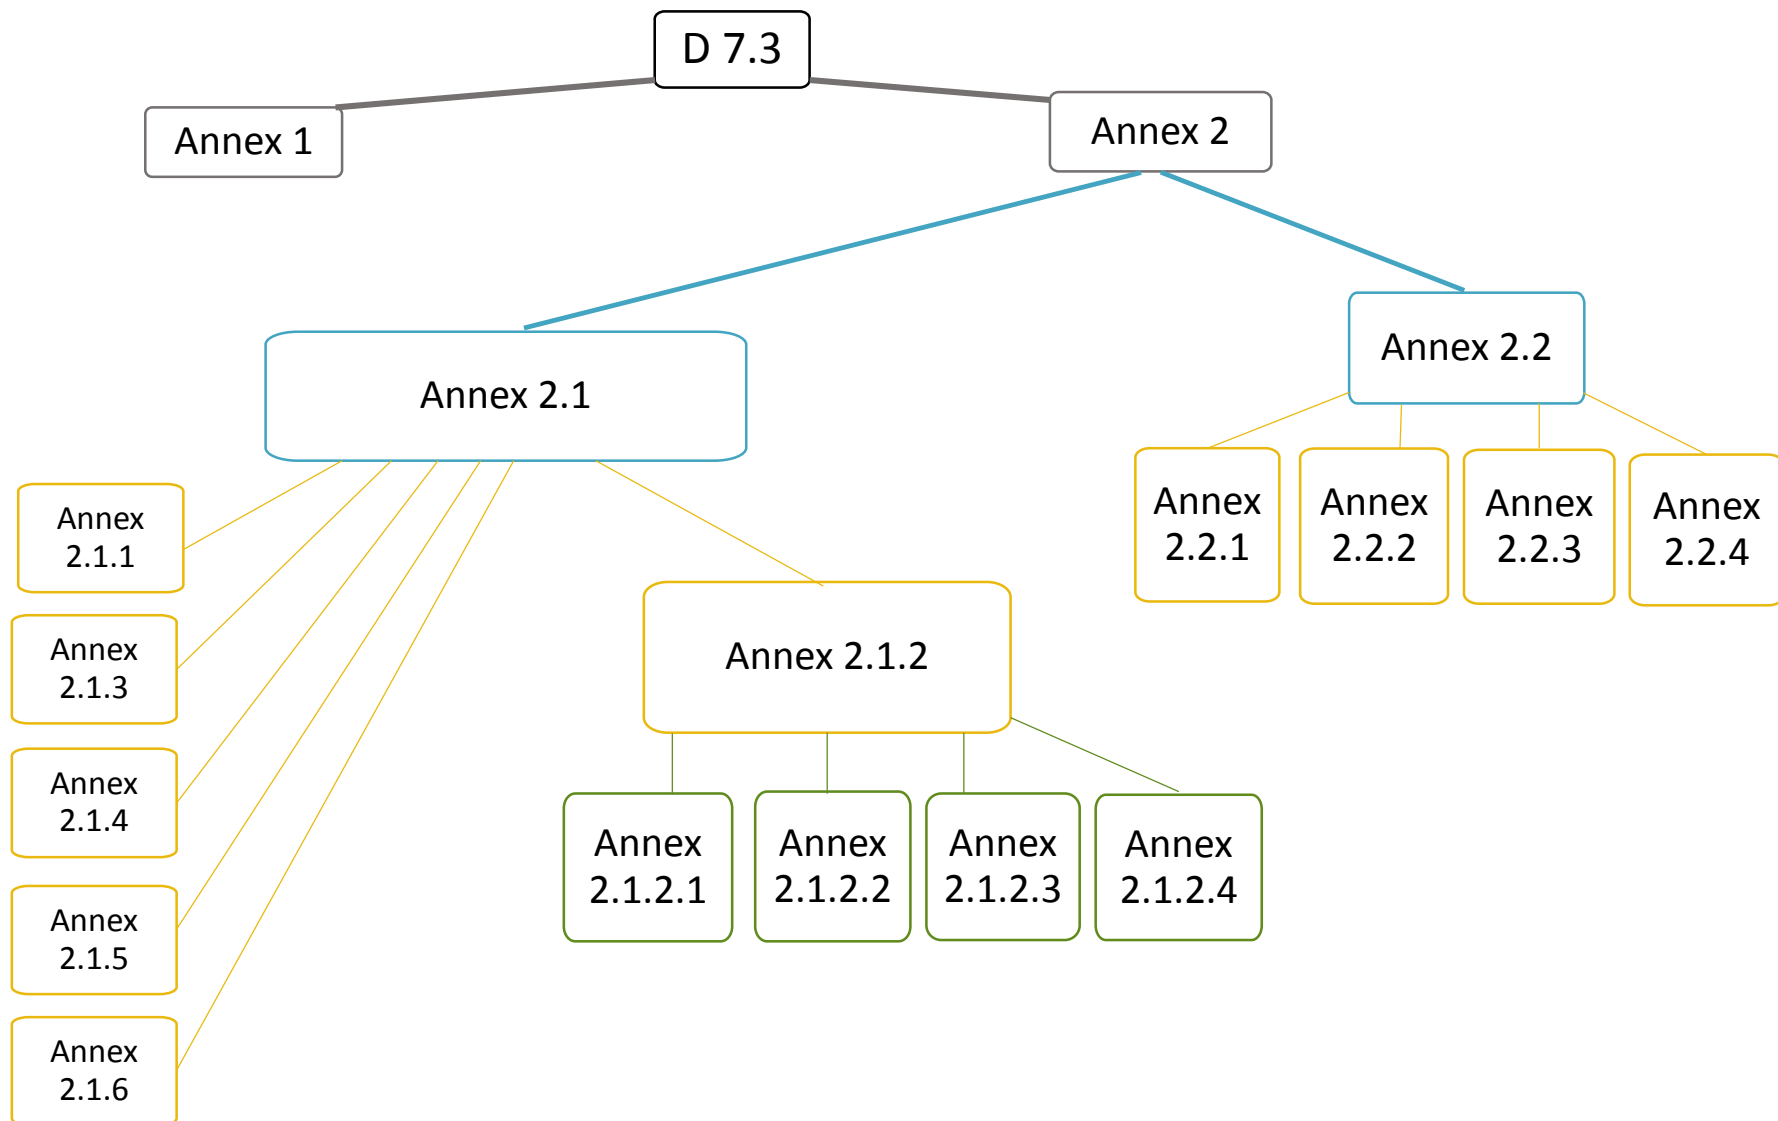 D 7.3
Annex 1
Annex 2
Annex 2.1
Annex 2.2
Annex
2.1.1
Annex
2.1.3
Annex
2.1.4
Annex
2.1.5
Annex
2.1.6
Annex 2.1.2
Annex
2.1.2.1
Annex
2.1.2.2
Annex
2.1.2.3
Annex
2.1.2.4
Annex
2.2.1
Annex
2.2.2
Annex
2.2.3
Annex
2.2.4